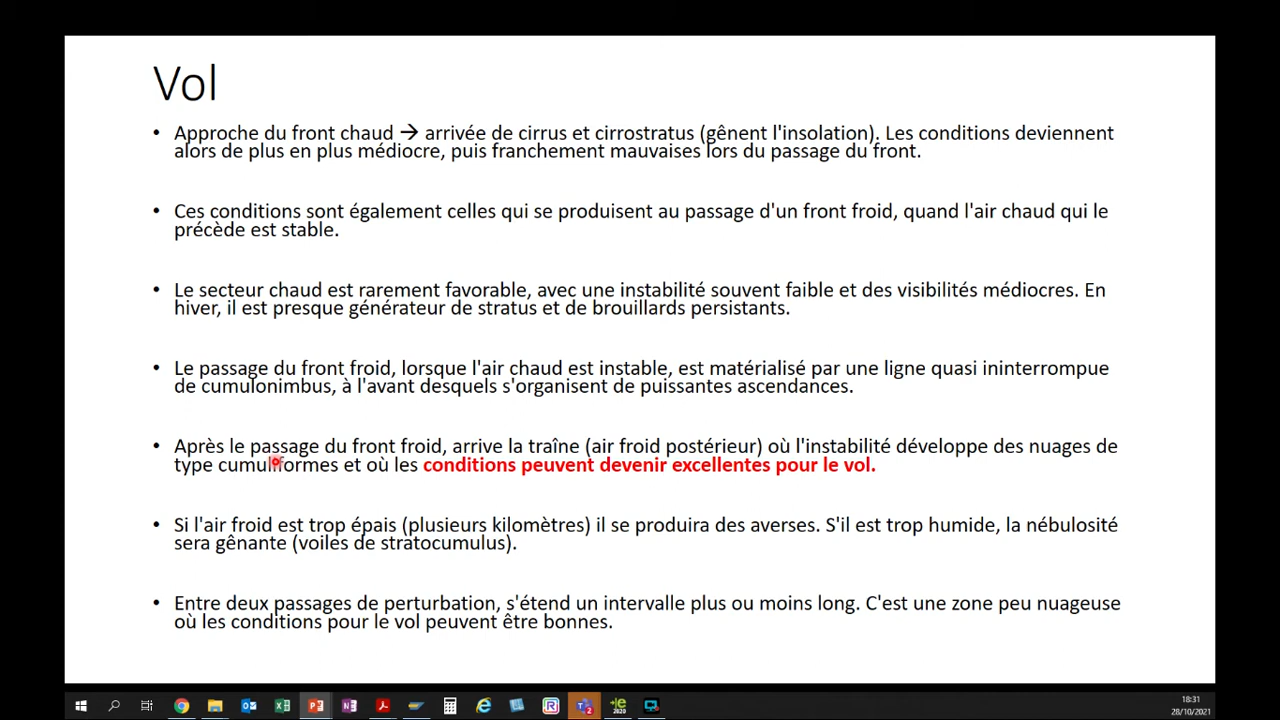 Vol
• Approche du front chaud → arrivée de cirrus et cirrostratus (gênent l'insolation). Les conditions deviennent
alors de plus en plus médiocre, puis franchement mauvaises lors du passage du front.
• Ces conditions sont également celles qui se produisent au passage d'un front froid, quand l'air chaud qui le
précède est stable.
• Le secteur chaud est rarement favorable, avec une instabilité souvent faible et des visibilités médiocres. En
hiver, il est presque générateur de stratus et de brouillards persistants.
• Le passage du front froid, lorsque l'air chaud est instable, est matérialisé par une ligne quasi ininterrompue
de cumulonimbus, à l'avant desquels s'organisent de puissantes ascendances.
• Après le passage du front froid, arrive la traîne (air froid postérieur) où l'instabilité développe des nuages de
type cumuliformes et où les conditions peuvent devenir excellentes pour le vol.
• Si l'air froid est trop épais (plusieurs kilomètres) il se produira des averses. S'il est trop humide, la nébulosité
sera gênante (voiles de stratocumulus).
• Entre deux passages de perturbation, s'étend un intervalle plus ou moins long. C'est une zone peu nuageuse
où les conditions pour le vol peuvent être bonnes.
18:31
28/10/2021